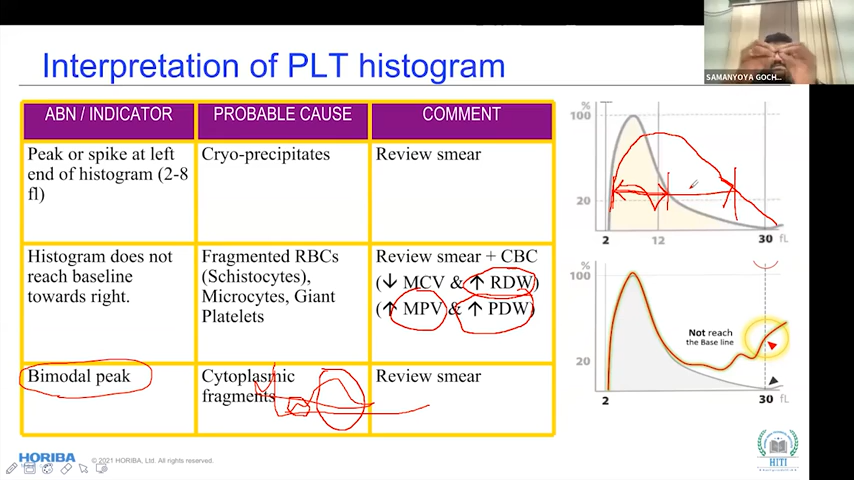 SAMANYOYA GOCH...
Interpretation of PLT histogram
ABN / INDICATOR
PROBABLE CAUSE
COMMENT
Peak or spike at left
end of histogram (2-8
fl)
Cryo-precipitates
Review smear
Histogram does not
reach baseline
towards right.
Fragmented RBCs
(Schistocytes),
Microcytes, Giant
Platelets
Review smear + CBC
(↓ MCV & ↑ RDW)
(↑ MPV & ↑ PDW)
Bimodal peak
Cytoplasmic
fragments
Review smear
%
100
20
2
12
30
fL
%
100
Not reach
the Base line
20
2
30
fL
HORIBA
© 2021 HORIBA, Ltd. All rights reserved.
HITI